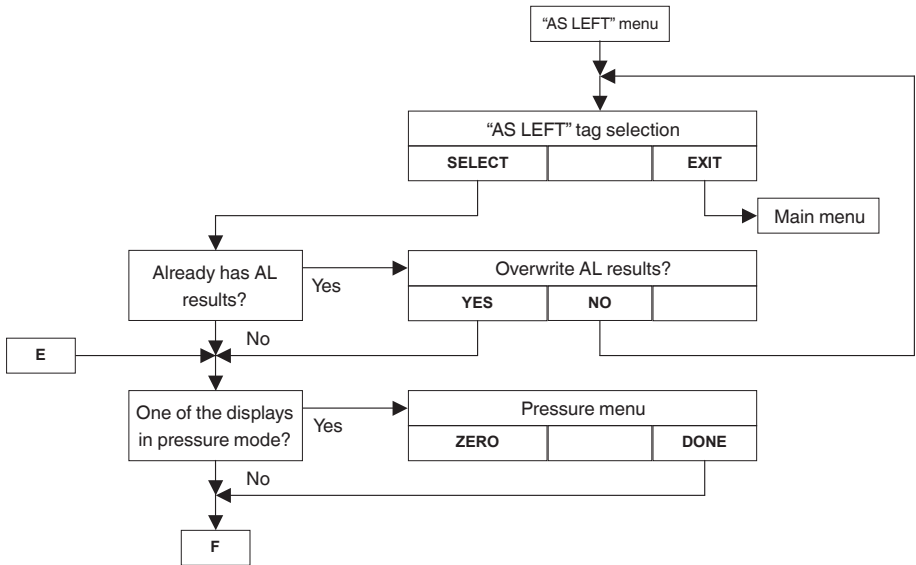 “AS LEFT” menu
“AS LEFT” tag selection
SELECT EXIT
Main menu
Already has AL
results?
Yes
Overwrite AL results?
YES NO
No
E
One of the displays
in pressure mode?
Yes
Pressure menu
ZERO DONE
No
F